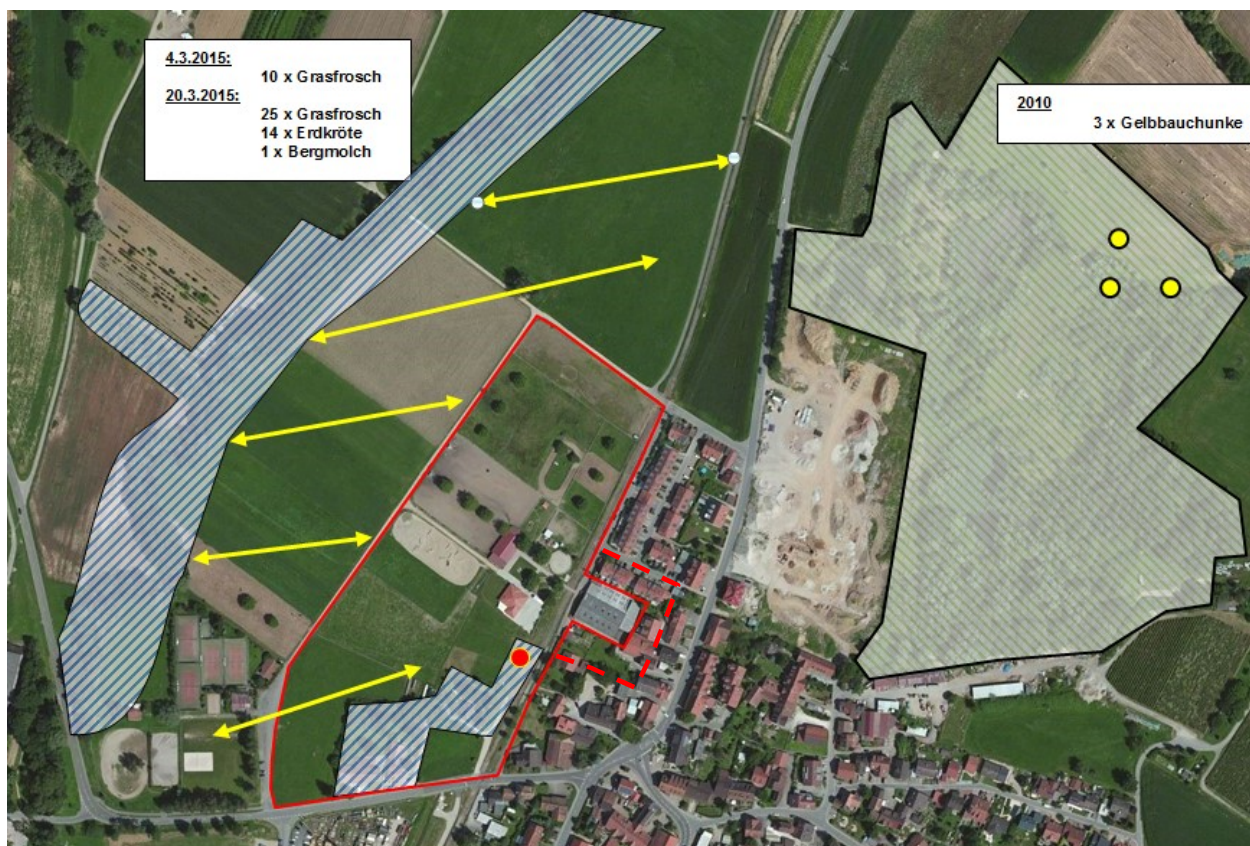 4.3.2015:
10 x Grasfrosch
20.3.2015:
25 x Grasfrosch
14 x Erdkröte
1 x Bergmolch
2010
3 x Gelbbauchunke